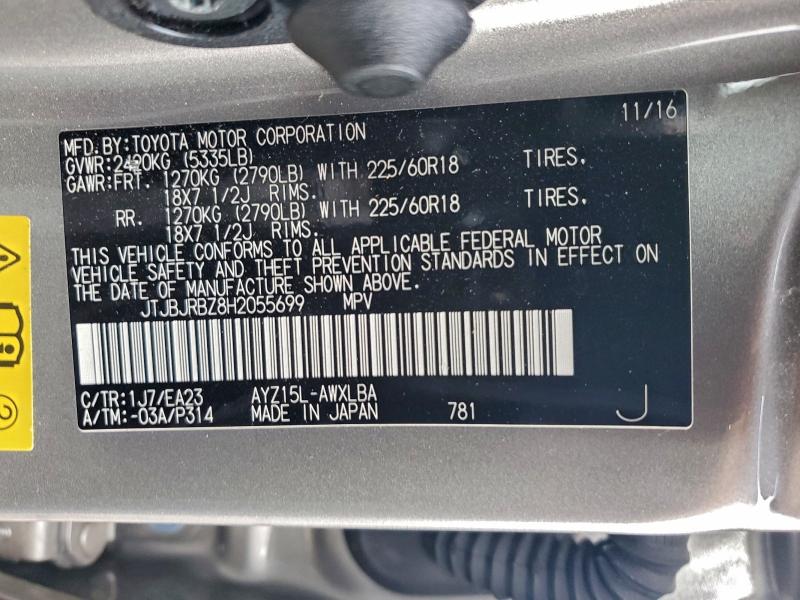 11/16
MFD.BY:TOYOTA MOTOR CORPORATION
GVWR:2420KG (5335LB)
GAWR:FRT. 1270KG (2790LB) WITH 225/60R18 TIRES.
18X7 1/2J RIMS.
RR. 1270KG (2790LB) WITH 225/60R18 TIRES.
18X7 1/2J RIMS.
THIS VEHICLE CONFORMS TO ALL APPLICABLE FEDERAL MOTOR
VEHICLE SAFETY AND THEFT PREVENTION STANDARDS IN EFFECT ON
THE DATE OF MANUFACTURE SHOWN ABOVE.
JTJBJRBZ8H2055699 MPV
C/TR:1J7/EA23 AYZ15L-AWXLBA
A/TM:-03A/P314 MADE IN JAPAN 781 J